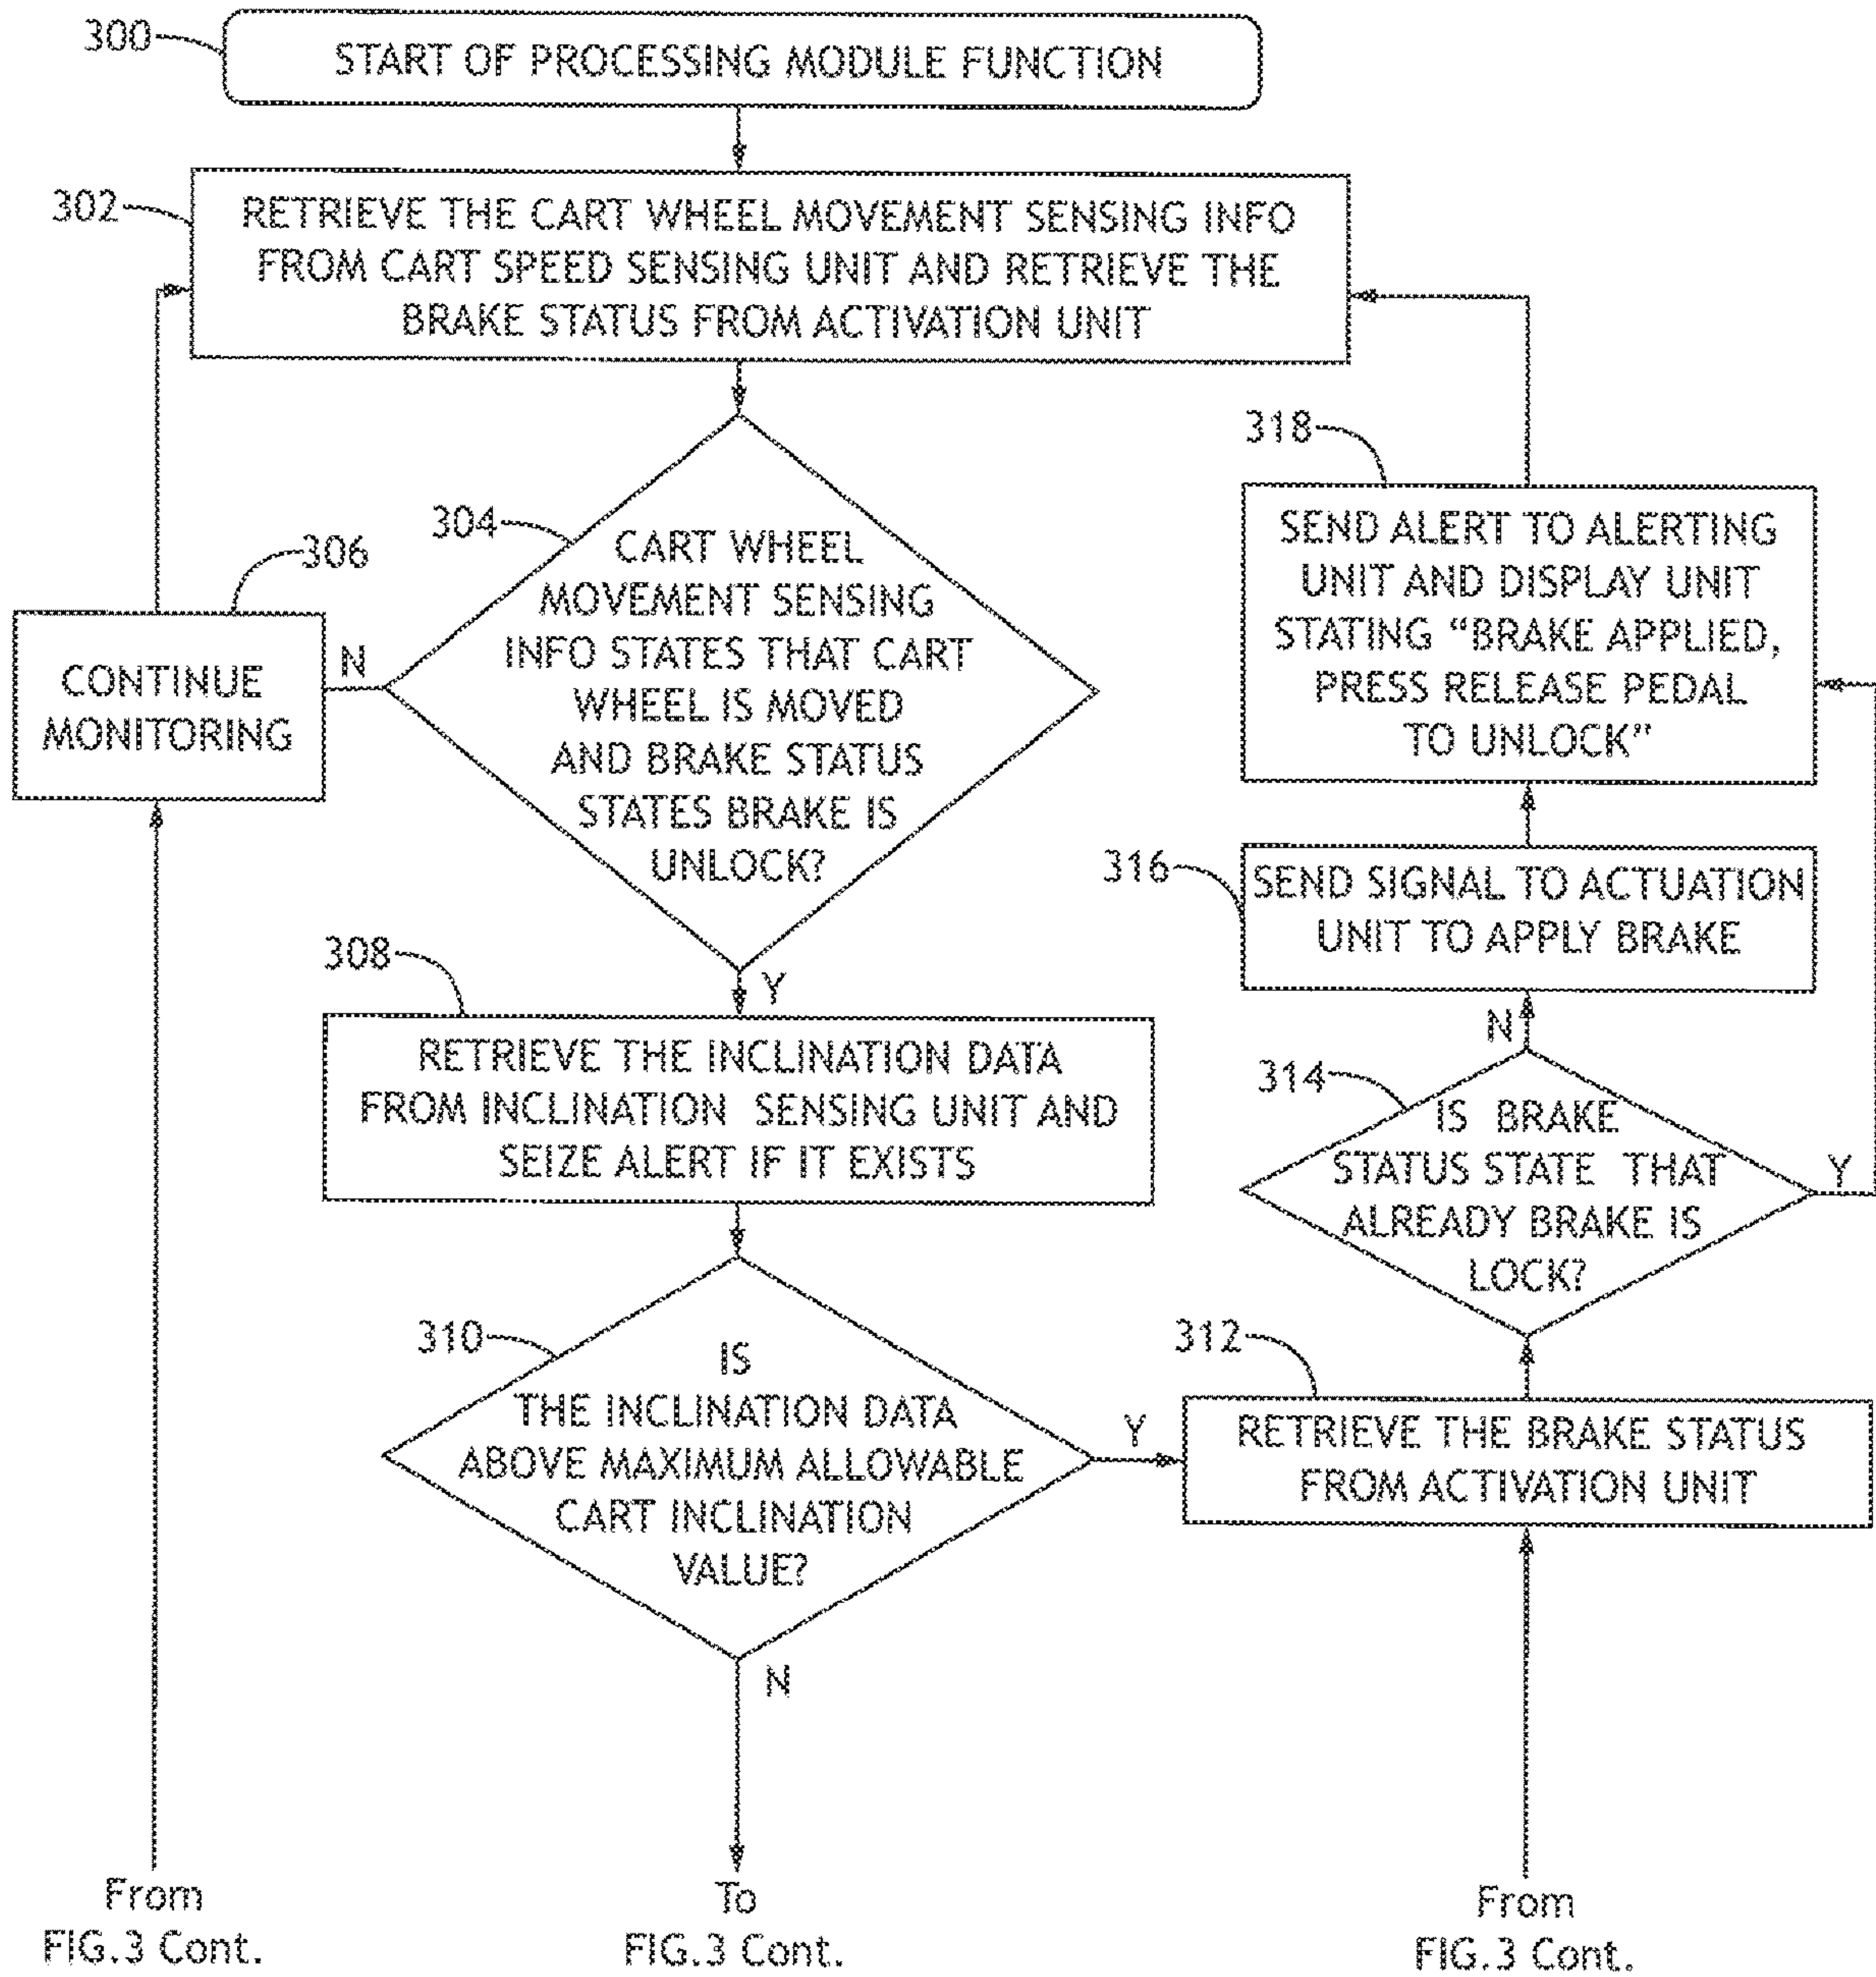 300
START OF PROCESSING MODULE FUNCTION
302
RETRIEVE THE CART WHEEL MOVEMENT SENSING INFO
FROM CART SPEED SENSING UNIT AND RETRIEVE THE
BRAKE STATUS FROM ACTIVATION UNIT
304
CART WHEEL
MOVEMENT SENSING
INFO STATES THAT CART
WHEEL IS MOVED
AND BRAKE STATUS
STATES BRAKE IS
UNLOCK?
N
306
CONTINUE
MONITORING
Y
308
RETRIEVE THE INCLINATION DATA
FROM INCLINATION SENSING UNIT AND
SEIZE ALERT IF IT EXISTS
310
IS
THE INCLINATION DATA
ABOVE MAXIMUM ALLOWABLE
CART INCLINATION
VALUE?
Y
N
312
RETRIEVE THE BRAKE STATUS
FROM ACTIVATION UNIT
314
IS BRAKE
STATUS STATE THAT
ALREADY BRAKE IS
LOCK?
Y
N
316
SEND SIGNAL TO ACTUATION
UNIT TO APPLY BRAKE
318
SEND ALERT TO ALERTING
UNIT AND DISPLAY UNIT
STATING “BRAKE APPLIED,
PRESS RELEASE PEDAL
TO UNLOCK”
From
FIG.3 Cont.
To
FIG.3 Cont.
From
FIG.3 Cont.